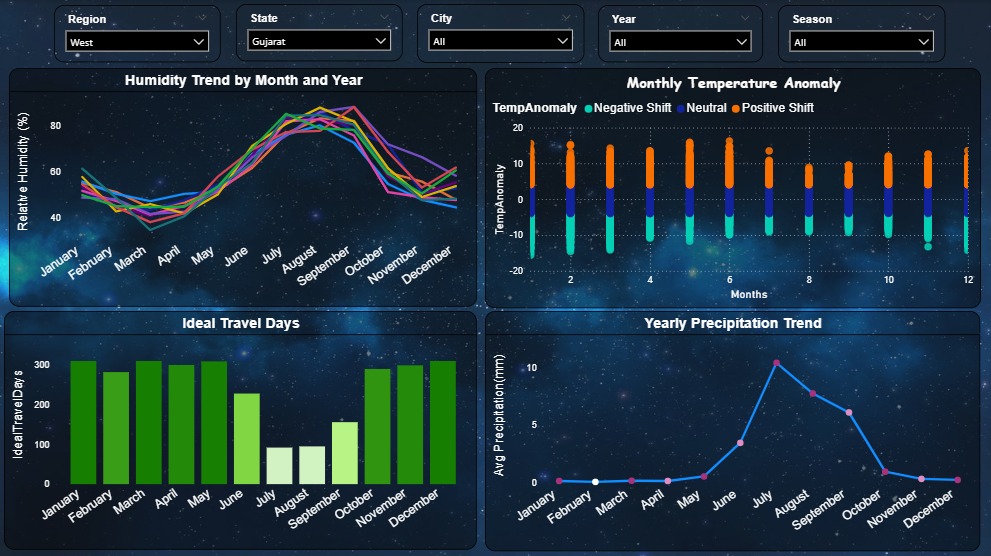 Region
State
City
Year
Season
West
Gujarat
All
All
All
Humidity Trend by Month and Year
Relative Humidity (%)
80
60
40
January
February
March
April
May
June
July
August
September
October
November
December
Monthly Temperature Anomaly
TempAnomaly Negative Shift Neutral Positive Shift
TempAnomaly
20
10
0
-10
-20
2
4
6
8
10
12
Months
Ideal Travel Days
IdealTravelDays
300
200
100
0
January
February
March
April
May
June
July
August
September
October
November
December
Yearly Precipitation Trend
Avg Precipitation(mm)
10
5
0
January
February
March
April
May
June
July
August
September
October
November
December